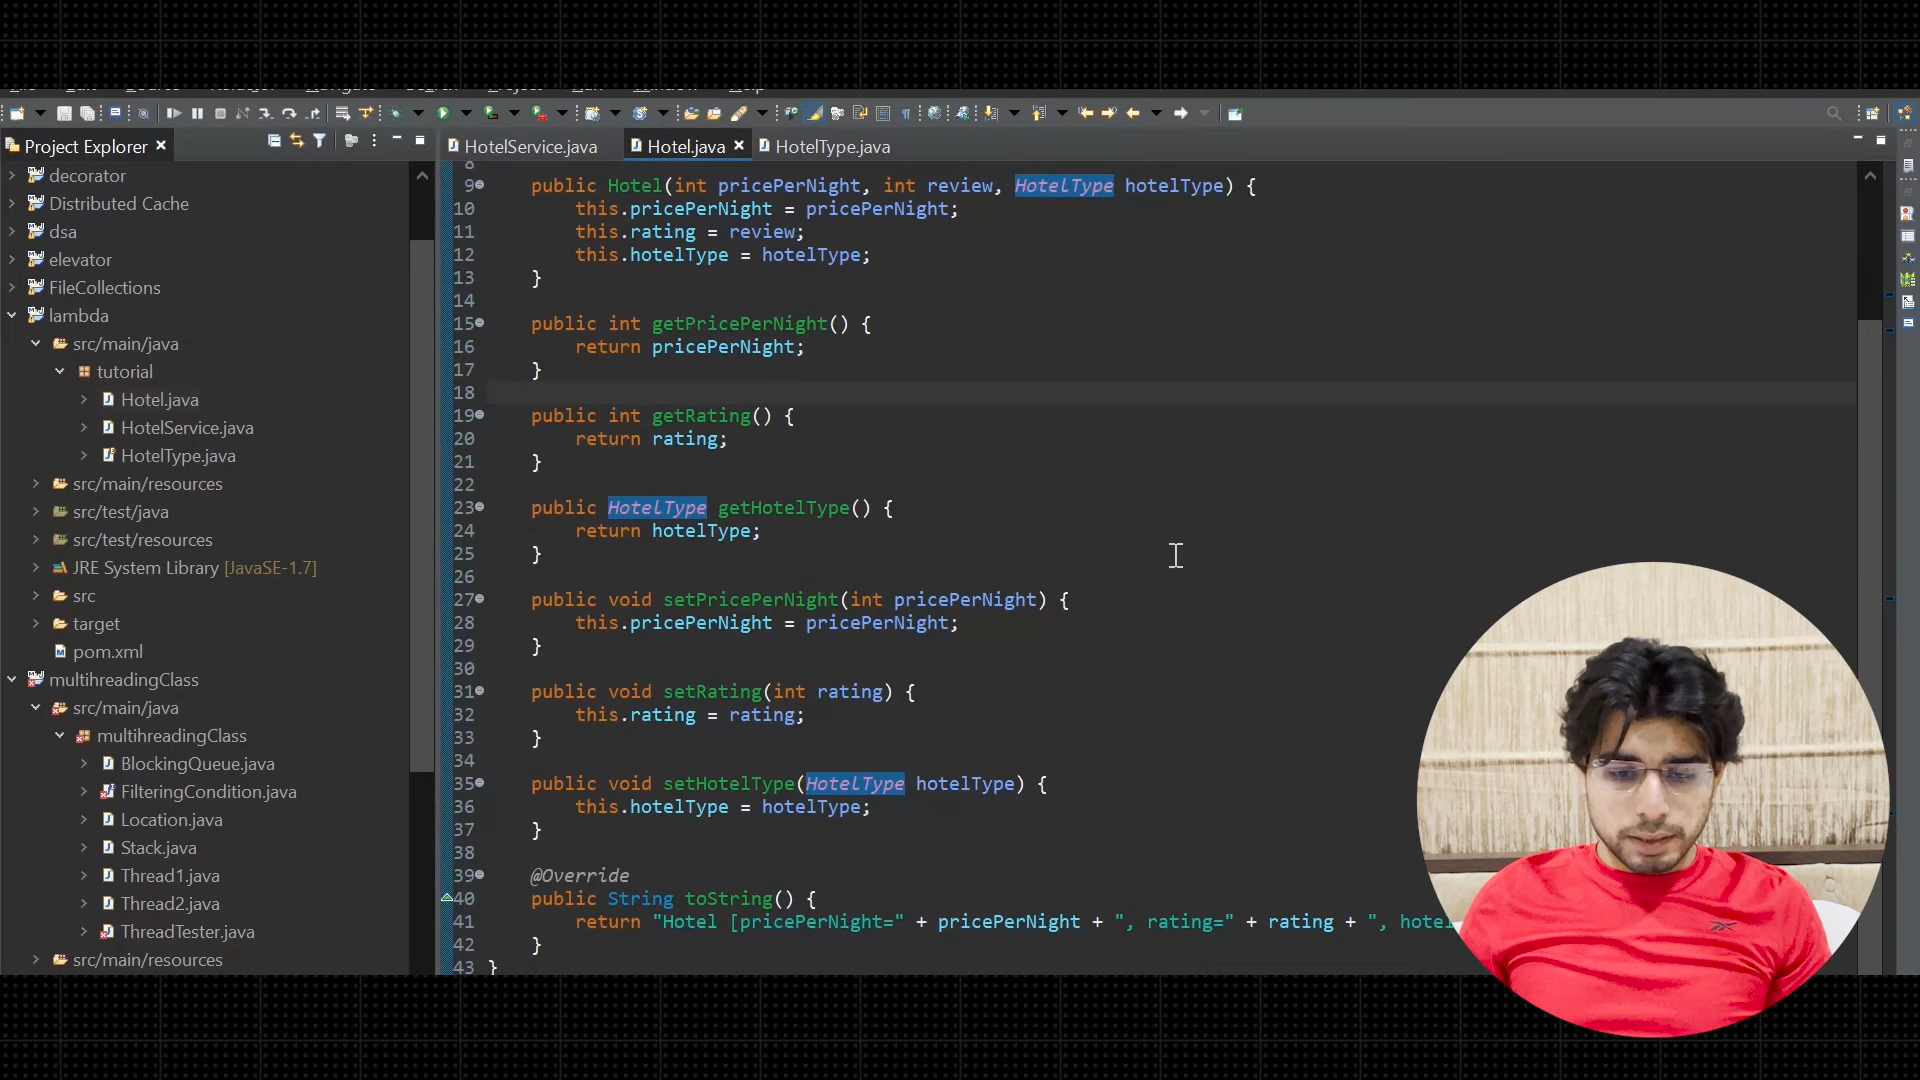 Project Explorer
decorator
Distributed Cache
dsa
elevator
FileCollections
lambda
src/main/java
tutorial
Hotel.java
HotelService.java
HotelType.java
src/main/resources
src/test/java
src/test/resources
JRE System Library [JavaSE-1.7]
src
target
pom.xml
multihreadingClass
src/main/java
multihreadingClass
BlockingQueue.java
FilteringCondition.java
Location.java
Stack.java
Thread1.java
Thread2.java
ThreadTester.java
src/main/resources
HotelService.java Hotel.java HotelType.java
8
9 public Hotel(int pricePerNight, int review, HotelType hotelType) {
10 this.pricePerNight = pricePerNight;
11 this.rating = review;
12 this.hotelType = hotelType;
13 }
14
15 public int getPricePerNight() {
16 return pricePerNight;
17 }
18
19 public int getRating() {
20 return rating;
21 }
22
23 public HotelType getHotelType() {
24 return hotelType;
25 }
26
27 public void setPricePerNight(int pricePerNight) {
28 this.pricePerNight = pricePerNight;
29 }
30
31 public void setRating(int rating) {
32 this.rating = rating;
33 }
34
35 public void setHotelType(HotelType hotelType) {
36 this.hotelType = hotelType;
37 }
38
39 @Override
40 public String toString() {
41 return "Hotel [pricePerNight=" + pricePerNight + ", rating=" + rating + ", hotel
42 }
43 }